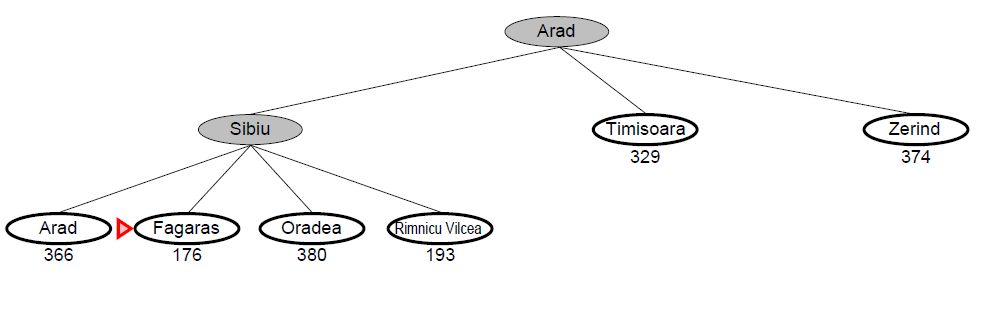 Arad
Sibiu
Timisoara
Zerind
329
374
Arad
Fagaras
Oradea
Rimnicu Vilcea
366
176
380
193